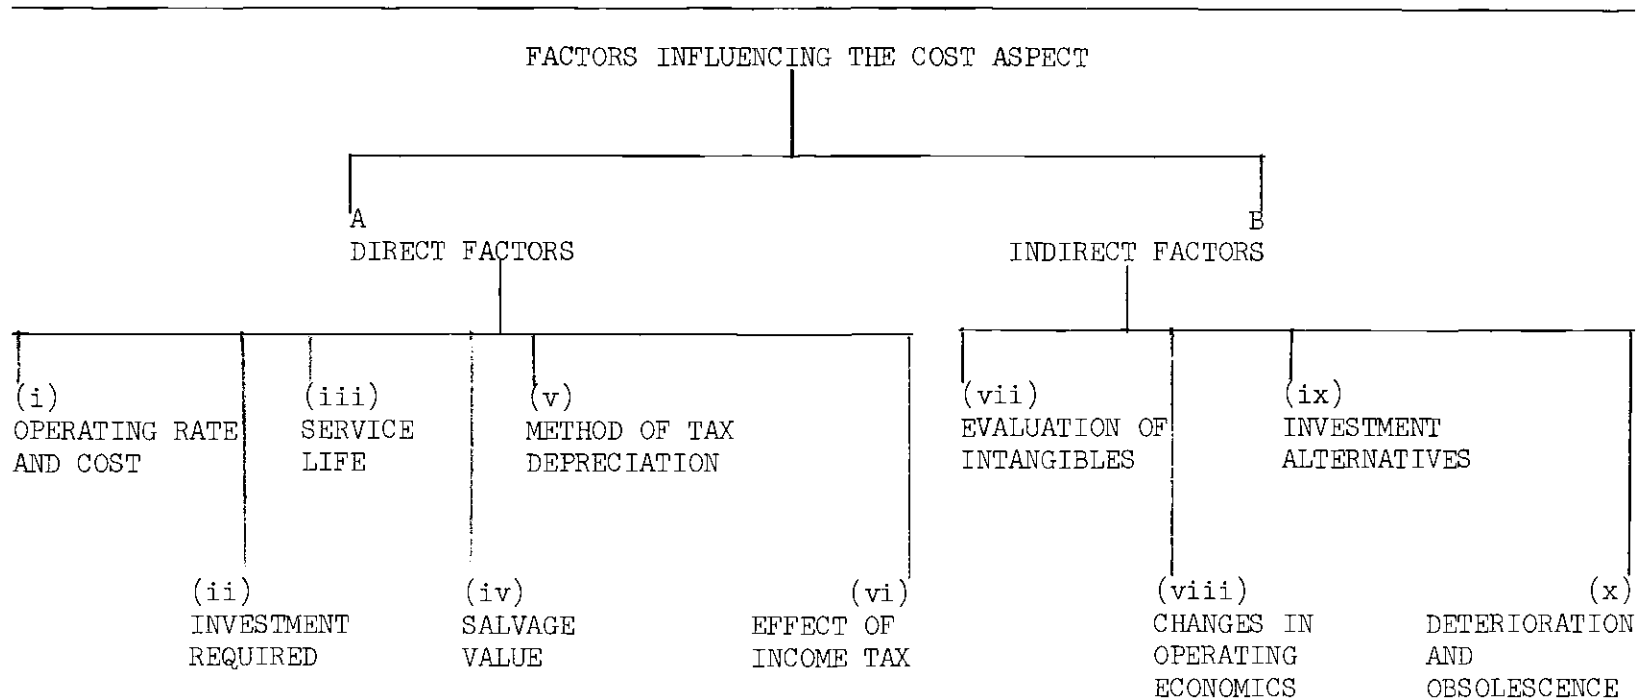 FACTORS INFLUENCING THE COST ASPECT
A
DIRECT FACTORS
B
INDIRECT FACTORS
(i)
OPERATING RATE
AND COST
(ii)
INVESTMENT
REQUIRED
(iii)
SERVICE
LIFE
(iv)
SALVAGE
VALUE
(v)
METHOD OF TAX
DEPRECIATION
(vi)
EFFECT OF
INCOME TAX
(vii)
EVALUATION OF
INTANGIBLES
(viii)
CHANGES IN
OPERATING
ECONOMICS
(ix)
INVESTMENT
ALTERNATIVES
(x)
DETERIORATION
AND
OBSOLESCENCE